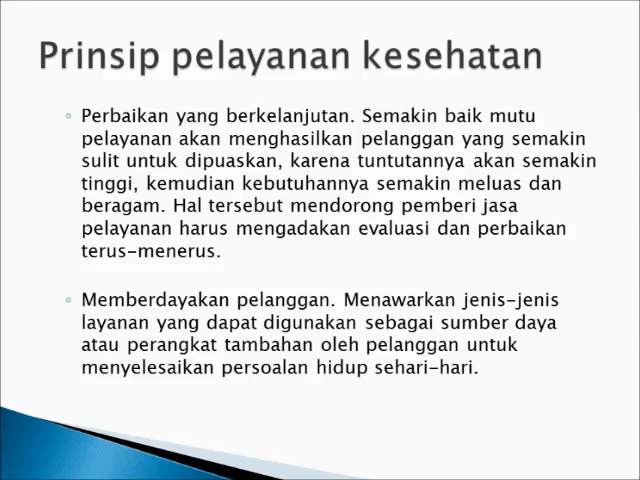 Prinsip pelayanan kesehatan
◦ Perbaikan yang berkelanjutan. Semakin baik mutu
pelayanan akan menghasilkan pelanggan yang semakin
sulit untuk dipuaskan, karena tuntutannya akan semakin
tinggi, kemudian kebutuhannya semakin meluas dan
beragam. Hal tersebut mendorong pemberi jasa
pelayanan harus mengadakan evaluasi dan perbaikan
terus-menerus.
◦ Memberdayakan pelanggan. Menawarkan jenis-jenis
layanan yang dapat digunakan sebagai sumber daya
atau perangkat tambahan oleh pelanggan untuk
menyelesaikan persoalan hidup sehari-hari.